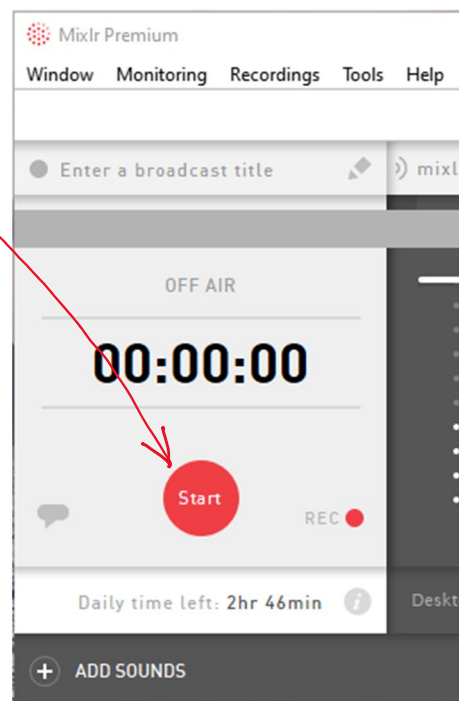 Mixlr Premium
Window Monitoring Recordings Tools Help
Enter a broadcast title
mixl
OFF AIR
00:00:00
Start
REC
Daily time left: 2hr 46min
Deskt
ADD SOUNDS